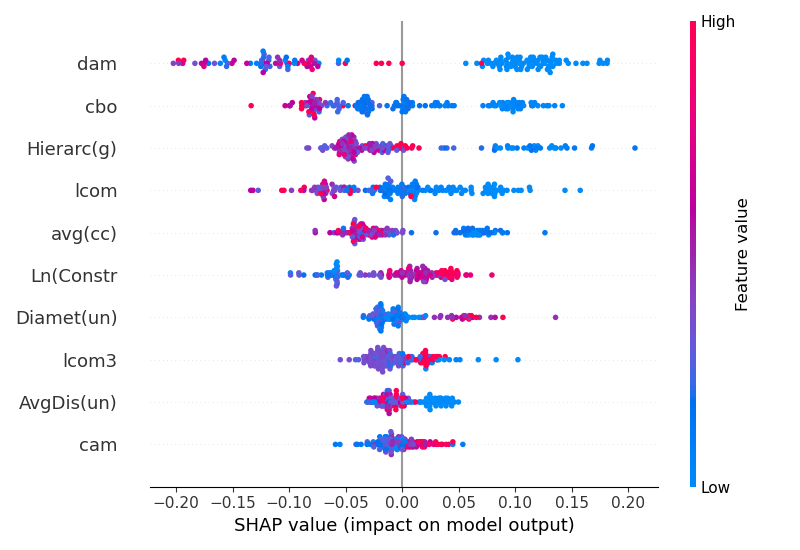 High
dam
cbo
Hierarc(g)
lcom
avg(cc)
Ln(Constr
Diamet(un)
lcom3
AvgDis(un)
cam
Feature value
Low
−0.20 −0.15 −0.10 −0.05 0.00 0.05 0.10 0.15 0.20
SHAP value (impact on model output)